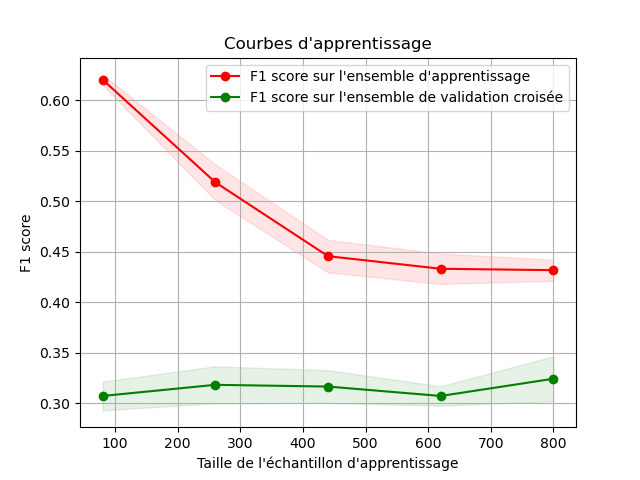 Courbes d'apprentissage
F1 score sur l'ensemble d'apprentissage
F1 score sur l'ensemble de validation croisée
0.60
0.55
0.50
0.45
0.40
0.35
0.30
F1 score
100 200 300 400 500 600 700 800
Taille de l'échantillon d'apprentissage